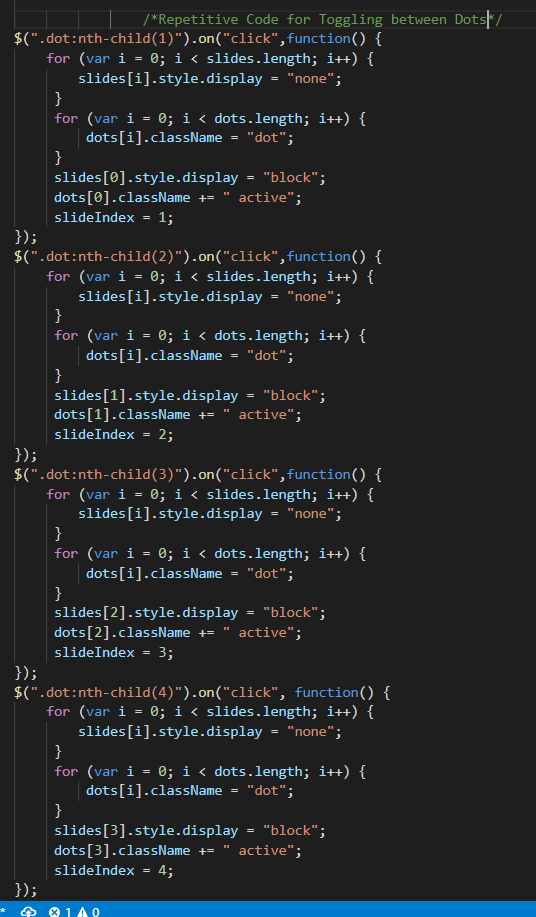 /*Repetitive Code for Toggling between Dots*/
$(".dot:nth-child(1)").on("click",function() {
    for (var i = 0; i < slides.length; i++) {
        slides[i].style.display = "none";
     }
     for (var i = 0; i < dots.length; i++) {
         dots[i].className = "dot";
     }
     slides[0].style.display = "block";
     dots[0].className += " active";
     slideIndex = 1;
});
$(".dot:nth-child(2)").on("click",function() {
    for (var i = 0; i < slides.length; i++) {
        slides[i].style.display = "none";
     }
     for (var i = 0; i < dots.length; i++) {
         dots[i].className = "dot";
     }
     slides[1].style.display = "block";
     dots[1].className += " active";
     slideIndex = 2;
});
$(".dot:nth-child(3)").on("click",function() {
    for (var i = 0; i < slides.length; i++) {
        slides[i].style.display = "none";
     }
     for (var i = 0; i < dots.length; i++) {
         dots[i].className = "dot";
     }
     slides[2].style.display = "block";
     dots[2].className += " active";
     slideIndex = 3;
});
$(".dot:nth-child(4)").on("click", function() {
    for (var i = 0; i < slides.length; i++) {
        slides[i].style.display = "none";
     }
     for (var i = 0; i < dots.length; i++) {
         dots[i].className = "dot";
     }
     slides[3].style.display = "block";
     dots[3].className += " active";
     slideIndex = 4;
});
* 1 0